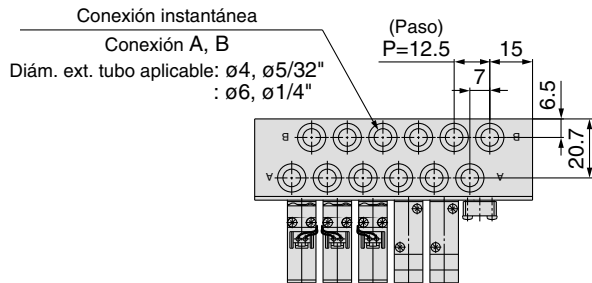 Conexión instantánea
Conexión A, B
Diám. ext. tubo aplicable: ø4, ø5/32"
: ø6, ø1/4"
(Paso)
P=12.5
15
7
6.5
20.7
B
B
A
A